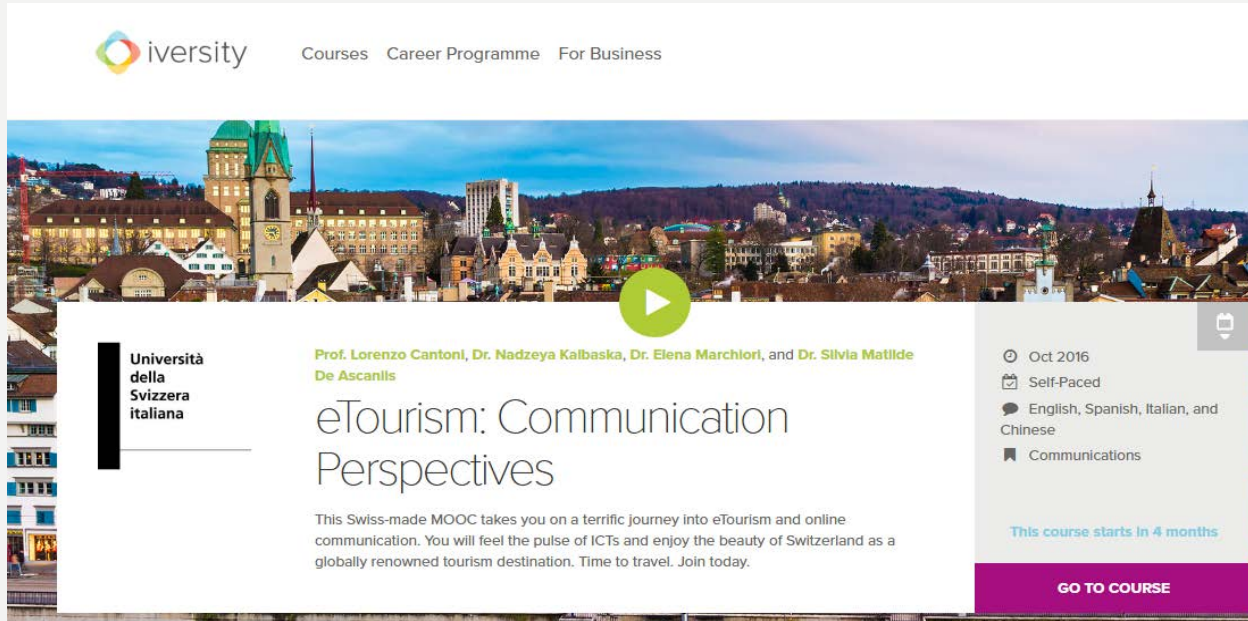 iversity
Courses Career Programme For Business
Università
della
Svizzera
italiana
Prof. Lorenzo Cantoni, Dr. Nadzeya Kalbaska, Dr. Elena Marchiori, and Dr. Silvia Matilde
De Ascaniis
eTourism: Communication
Perspectives
This Swiss-made MOOC takes you on a terrific journey into eTourism and online
communication. You will feel the pulse of ICTs and enjoy the beauty of Switzerland as a
globally renowned tourism destination. Time to travel. Join today.
Oct 2016
Self-Paced
English, Spanish, Italian, and
Chinese
Communications
This course starts in 4 months
GO TO COURSE